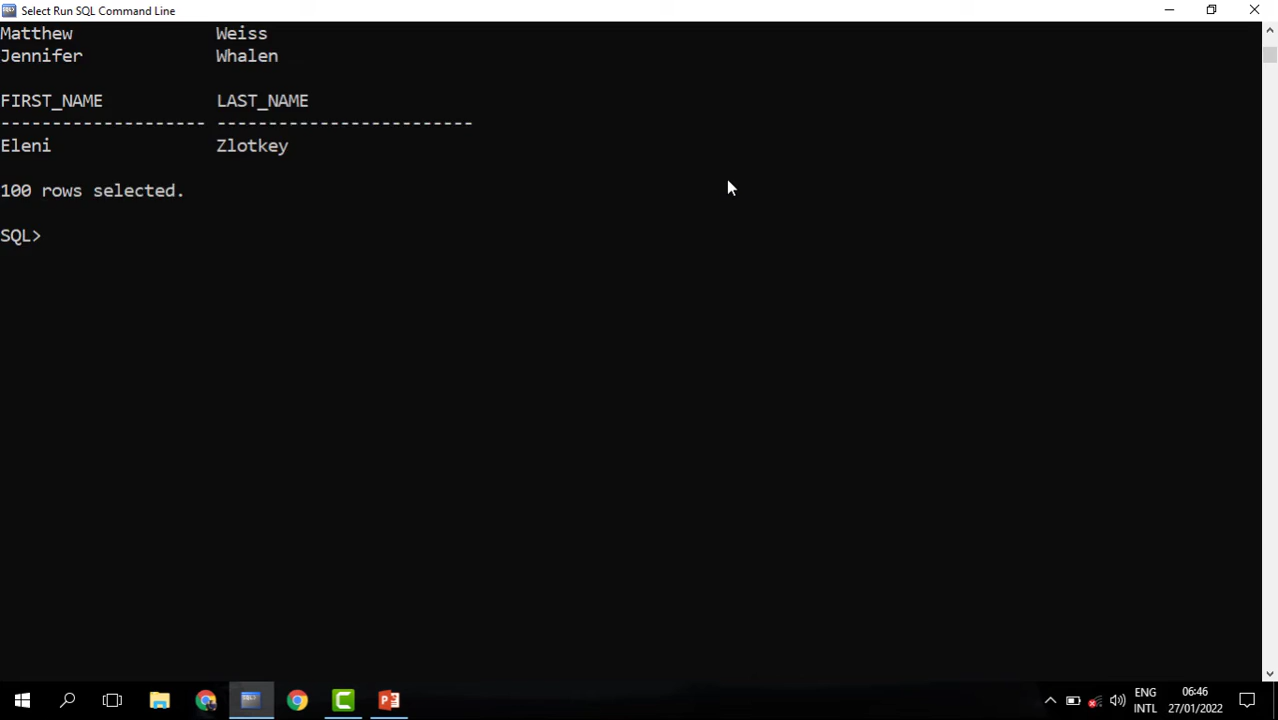 Select Run SQL Command Line
Matthew Weiss
Jennifer Whalen
FIRST_NAME LAST_NAME
-------------------- -------------------------
Eleni Zlotkey
100 rows selected.
SQL>
ENG
INTL
06:46
27/01/2022